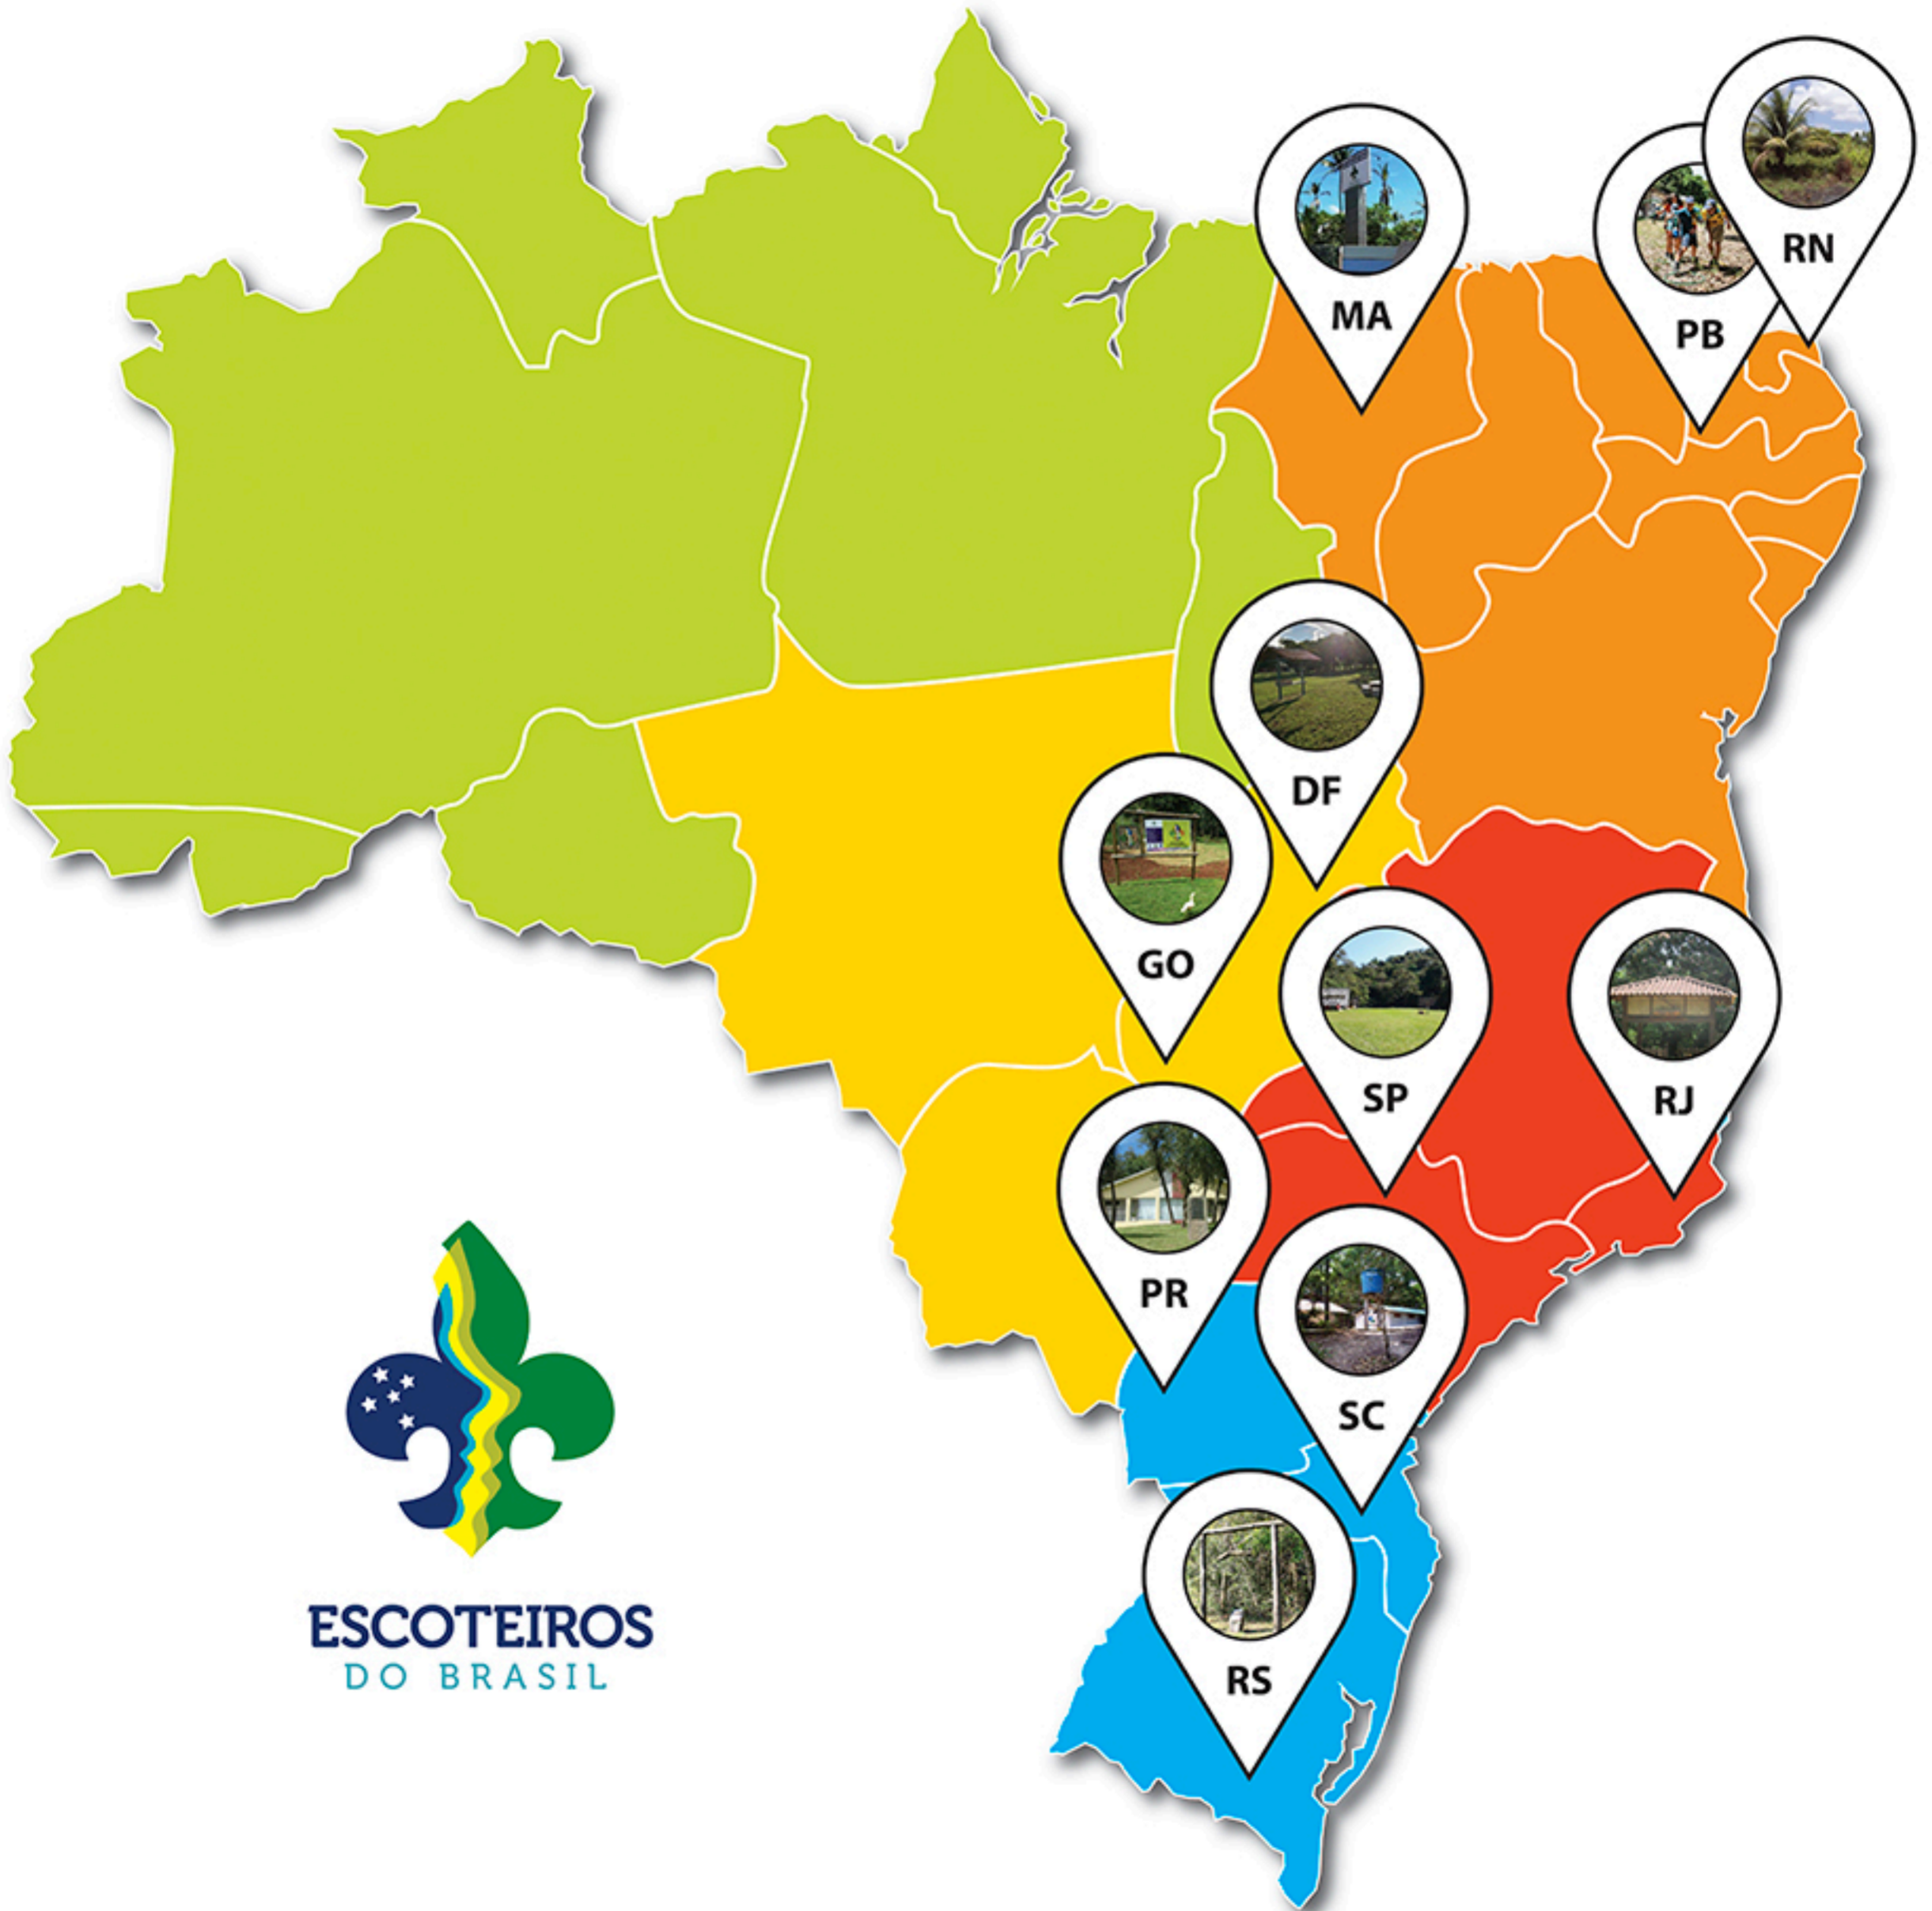 RN
MA
PB
DF
GO
SP
RJ
PR
SC
RS
ESCOTEIROS
DO BRASIL